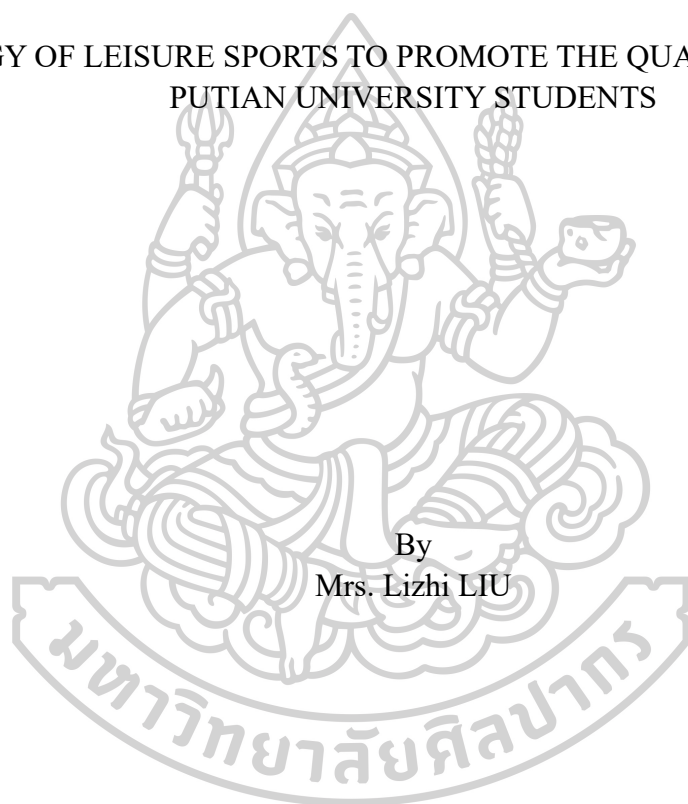 GY OF LEISURE SPORTS TO PROMOTE THE QUA
PUTIAN UNIVERSITY STUDENTS
By
Mrs. Lizhi LIU
มหาวิทยาลัยศิลปากร